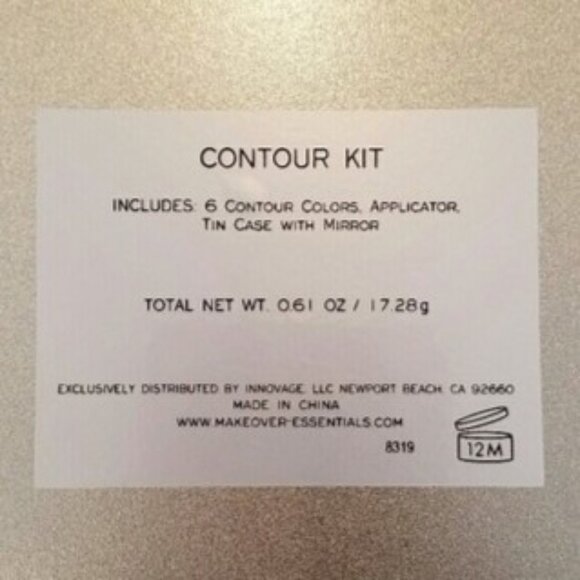 CONTOUR KIT
INCLUDES: 6 CONTOUR COLORS, APPLICATOR,
TIN CASE WITH MIRROR
TOTAL NET WT. 0.61 OZ / 17.28g
EXCLUSIVELY DISTRIBUTED BY INNOVAGE, LLC NEWPORT BEACH, CA 92660
MADE IN CHINA
WWW.MAKEOVER-ESSENTIALS.COM
8319
12M